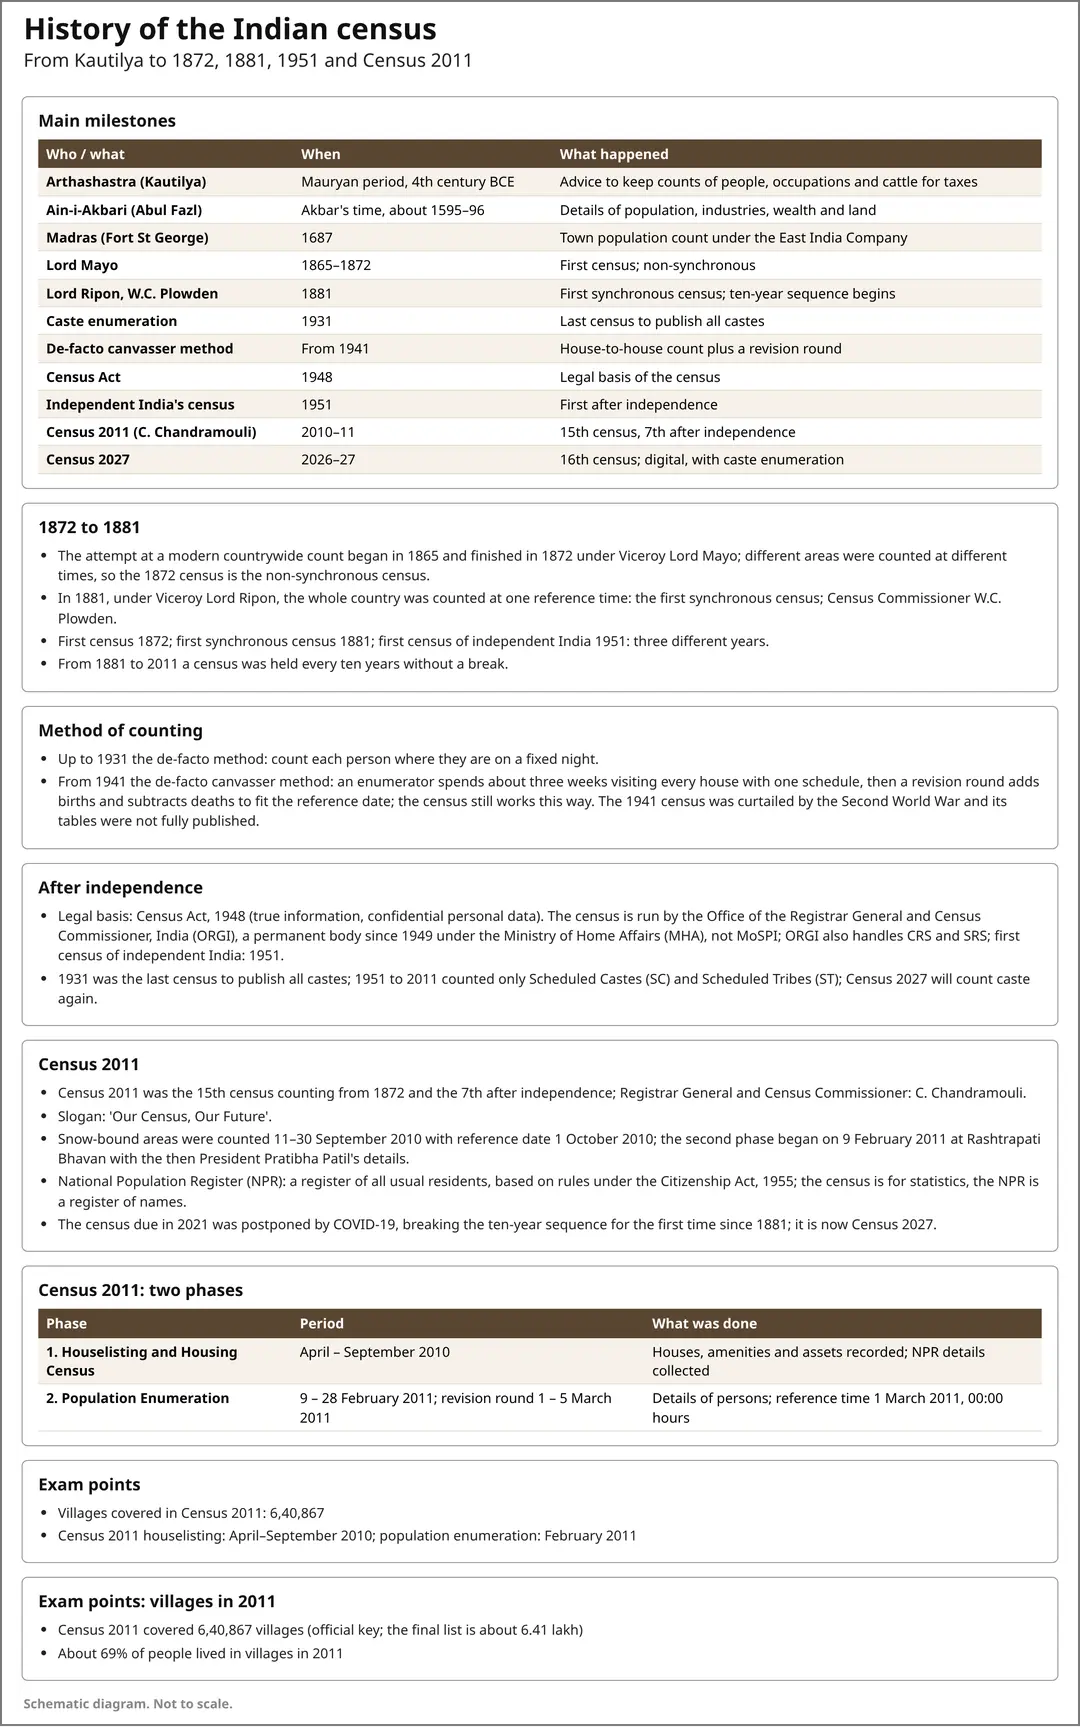 History of the Indian census
From Kautilya to 1872, 1881, 1951 and Census 2011
Main milestones
Who / what When What happened
Arthashastra (Kautilya) Mauryan period, 4th century BCE Advice to keep counts of people, occupations and cattle for taxes
Ain-i-Akbari (Abul Fazl) Akbar's time, about 1595–96 Details of population, industries, wealth and land
Madras (Fort St George) 1687 Town population count under the East India Company
Lord Mayo 1865–1872 First census; non-synchronous
Lord Ripon, W.C. Plowden 1881 First synchronous census; ten-year sequence begins
Caste enumeration 1931 Last census to publish all castes
De-facto canvasser method From 1941 House-to-house count plus a revision round
Census Act 1948 Legal basis of the census
Independent India's census 1951 First after independence
Census 2011 (C. Chandramouli) 2010–11 15th census, 7th after independence
Census 2027 2026–27 16th census; digital, with caste enumeration
1872 to 1881
• The attempt at a modern countrywide count began in 1865 and finished in 1872 under Viceroy Lord Mayo; different areas were counted at different
times, so the 1872 census is the non-synchronous census.
• In 1881, under Viceroy Lord Ripon, the whole country was counted at one reference time: the first synchronous census; Census Commissioner W.C.
Plowden.
• First census 1872; first synchronous census 1881; first census of independent India 1951: three different years.
• From 1881 to 2011 a census was held every ten years without a break.
Method of counting
• Up to 1931 the de-facto method: count each person where they are on a fixed night.
• From 1941 the de-facto canvasser method: an enumerator spends about three weeks visiting every house with one schedule, then a revision round adds
births and subtracts deaths to fit the reference date; the census still works this way. The 1941 census was curtailed by the Second World War and its
tables were not fully published.
After independence
• Legal basis: Census Act, 1948 (true information, confidential personal data). The census is run by the Office of the Registrar General and Census
Commissioner, India (ORGI), a permanent body since 1949 under the Ministry of Home Affairs (MHA), not MoSPI; ORGI also handles CRS and SRS; first
census of independent India: 1951.
• 1931 was the last census to publish all castes; 1951 to 2011 counted only Scheduled Castes (SC) and Scheduled Tribes (ST); Census 2027 will count caste
again.
Census 2011
• Census 2011 was the 15th census counting from 1872 and the 7th after independence; Registrar General and Census Commissioner: C. Chandramouli.
• Slogan: 'Our Census, Our Future'.
• Snow-bound areas were counted 11–30 September 2010 with reference date 1 October 2010; the second phase began on 9 February 2011 at Rashtrapati
Bhavan with the then President Pratibha Patil's details.
• National Population Register (NPR): a register of all usual residents, based on rules under the Citizenship Act, 1955; the census is for statistics, the NPR is
a register of names.
• The census due in 2021 was postponed by COVID-19, breaking the ten-year sequence for the first time since 1881; it is now Census 2027.
Census 2011: two phases
Phase Period What was done
1. Houselisting and Housing April – September 2010 Houses, amenities and assets recorded; NPR details
Census collected
2. Population Enumeration 9 – 28 February 2011; revision round 1 – 5 March Details of persons; reference time 1 March 2011, 00:00
2011 hours
Exam points
• Villages covered in Census 2011: 6,40,867
• Census 2011 houselisting: April–September 2010; population enumeration: February 2011
Exam points: villages in 2011
• Census 2011 covered 6,40,867 villages (official key; the final list is about 6.41 lakh)
• About 69% of people lived in villages in 2011
Schematic diagram. Not to scale.